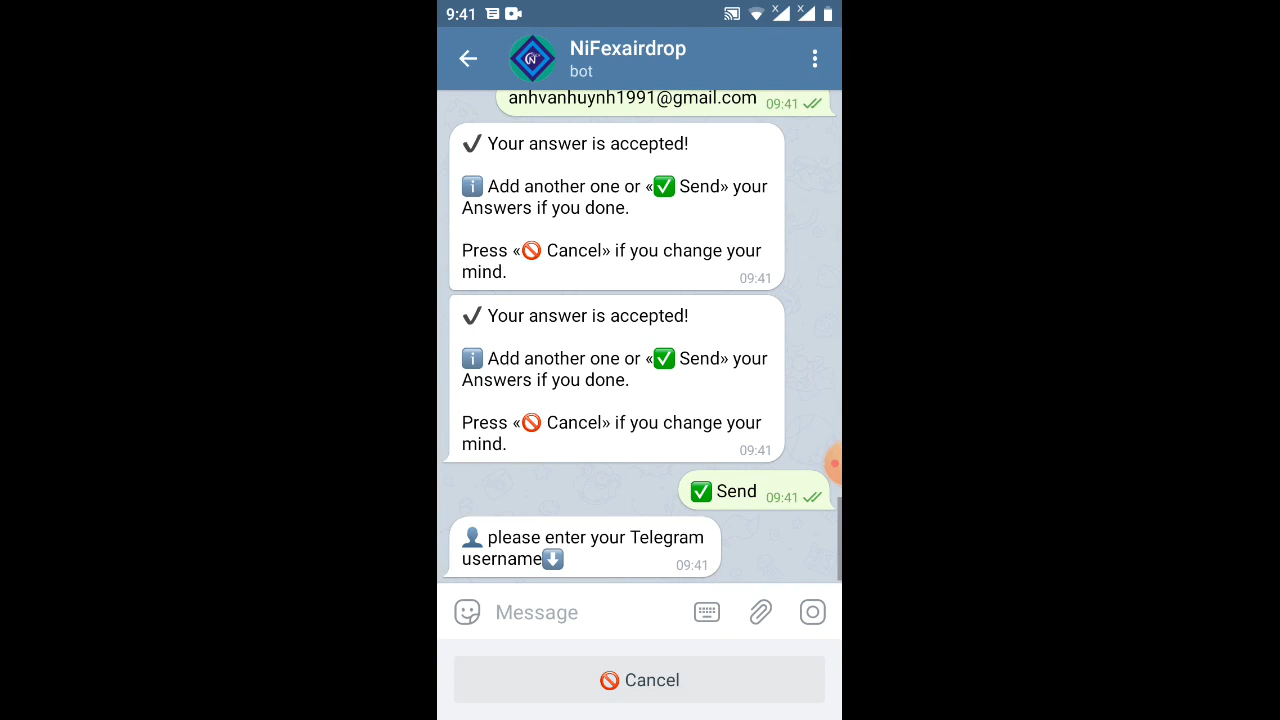 9:41
NiFexairdrop
bot
anhvanhuynh1991@gmail.com 09:41
✔ Your answer is accepted!
ℹ Add another one or «✅ Send» your
Answers if you done.
Press «🚫 Cancel» if you change your
mind. 09:41
✔ Your answer is accepted!
ℹ Add another one or «✅ Send» your
Answers if you done.
Press «🚫 Cancel» if you change your
mind. 09:41
✅ Send 09:41
👤 please enter your Telegram
username⬇ 09:41
Message
🚫 Cancel